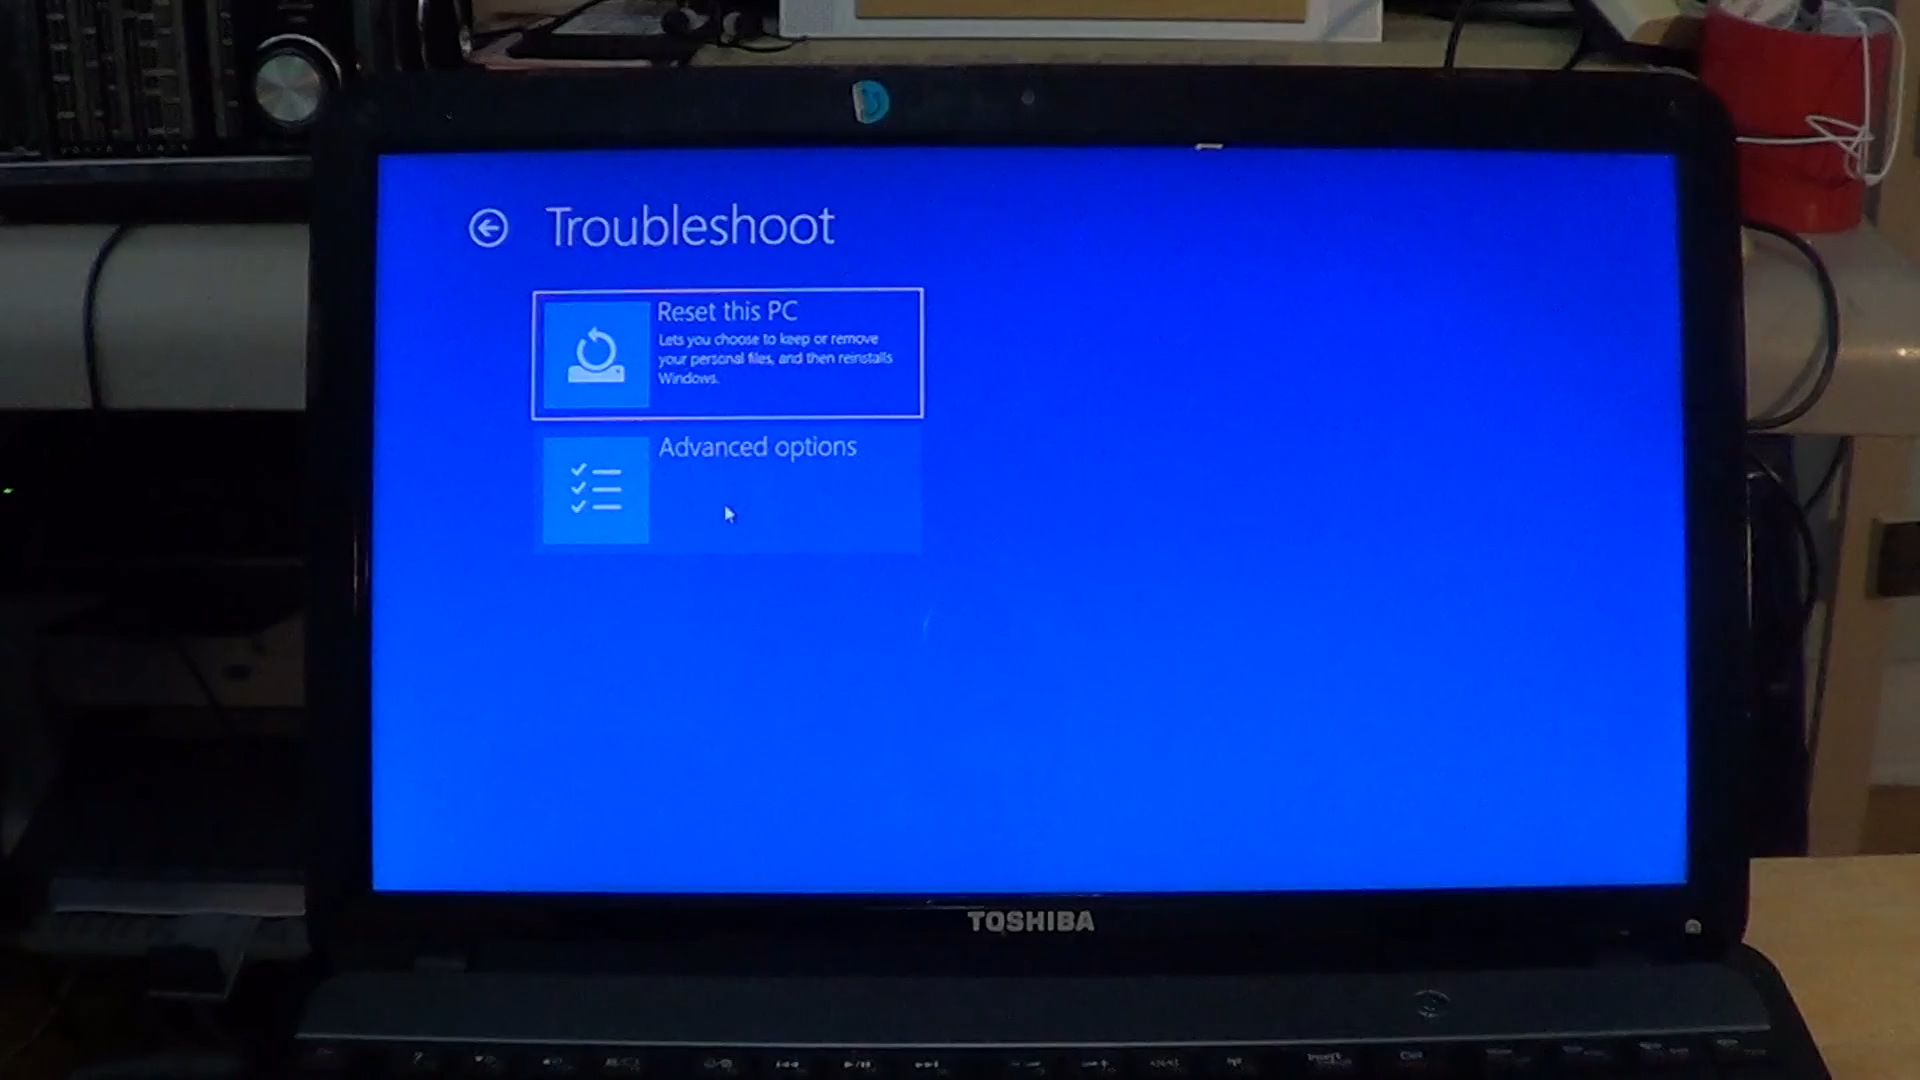 Troubleshoot
Reset this PC
Lets you choose to keep or remove
your personal files, and then reinstalls
Windows.
Advanced options
TOSHIBA